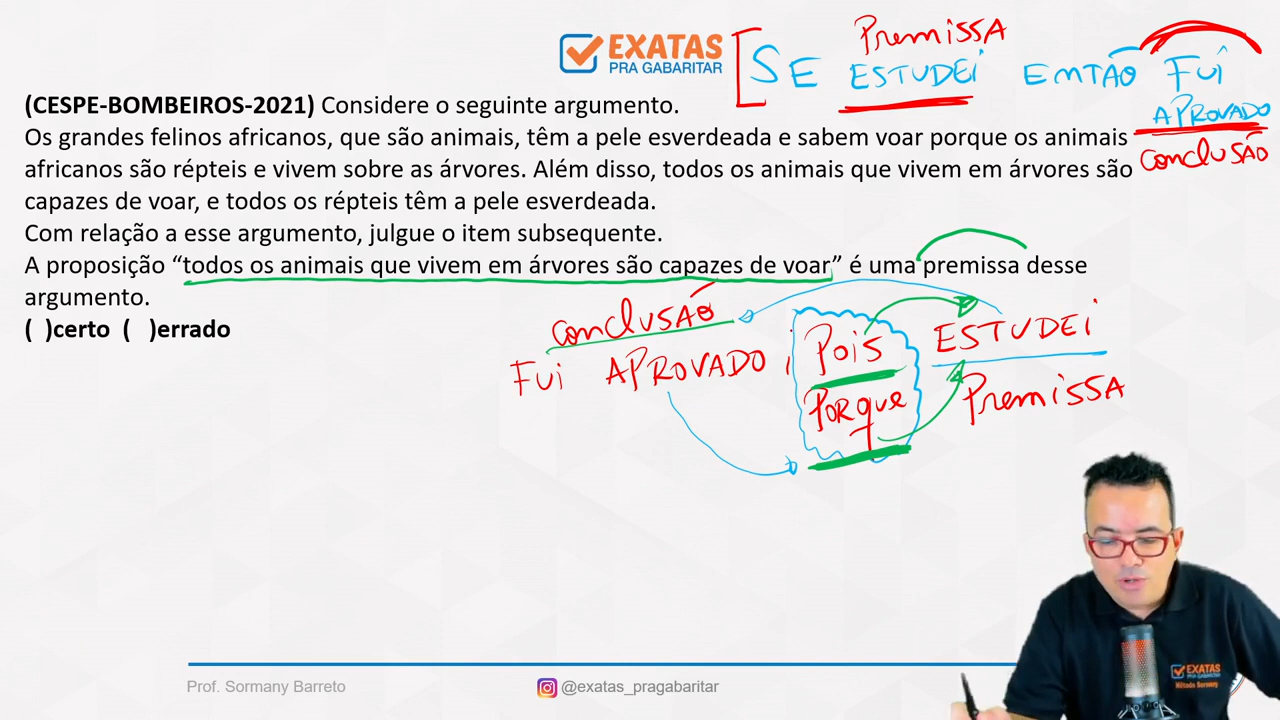 EXATAS
PRA GABARITAR
PremissA
SE ESTUDEi EMTÃO FUi
APROVADO
conclusÃO
(CESPE-BOMBEIROS-2021) Considere o seguinte argumento.
Os grandes felinos africanos, que são animais, têm a pele esverdeada e sabem voar porque os animais
africanos são répteis e vivem sobre as árvores. Além disso, todos os animais que vivem em árvores são
capazes de voar, e todos os répteis têm a pele esverdeada.
Com relação a esse argumento, julgue o item subsequente.
A proposição “todos os animais que vivem em árvores são capazes de voar” é uma premissa desse
argumento.
( )certo ( )errado
conclusÃO
FUi APROVADO, POiS ESTUDEi
PORque PremissA
EXATAS
Método Sormany
Prof. Sormany Barreto
@exatas_pragabaritar